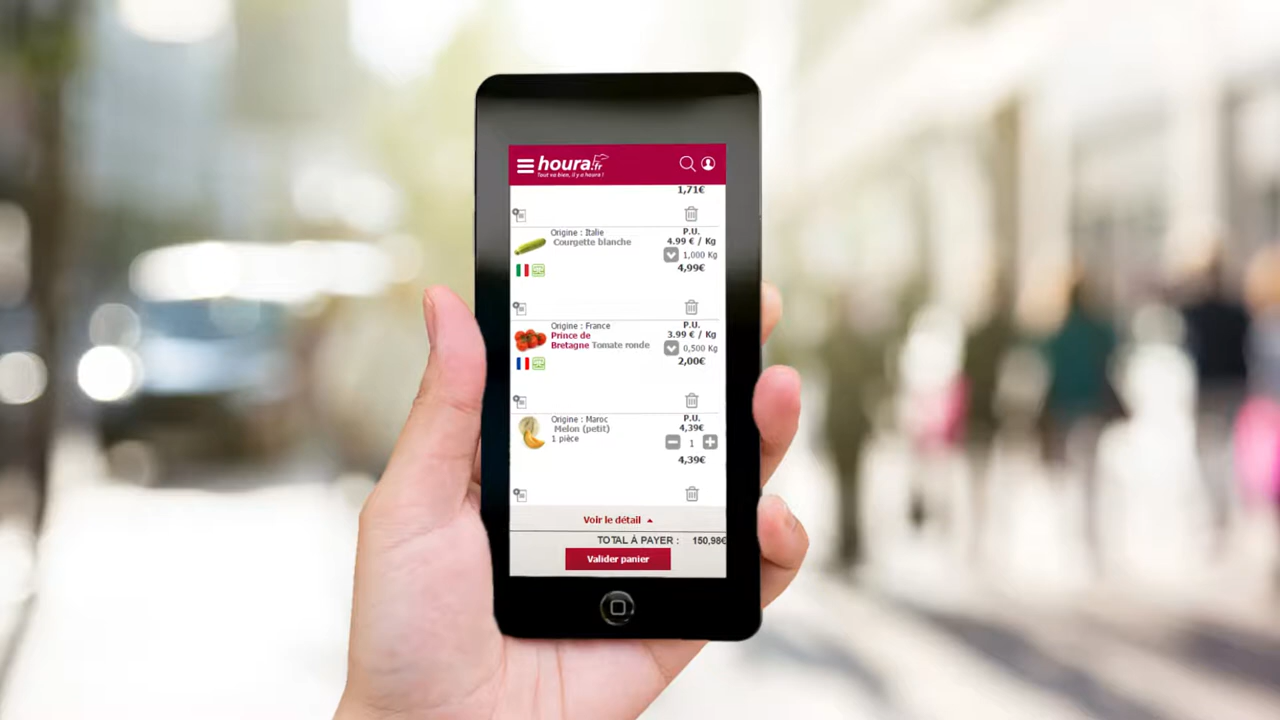 houra.fr
Tout va bien, il y a houra !
1,71€
Origine : Italie
Courgette blanche
P.U.
4.99 € / Kg
1,000 Kg
4,99€
Origine : France
Prince de
Bretagne Tomate ronde
P.U.
3.99 € / Kg
0,500 Kg
2,00€
Origine : Maroc
Melon (petit)
1 pièce
P.U.
4,39€
1
4,39€
Voir le détail
TOTAL À PAYER : 150,98€
Valider panier